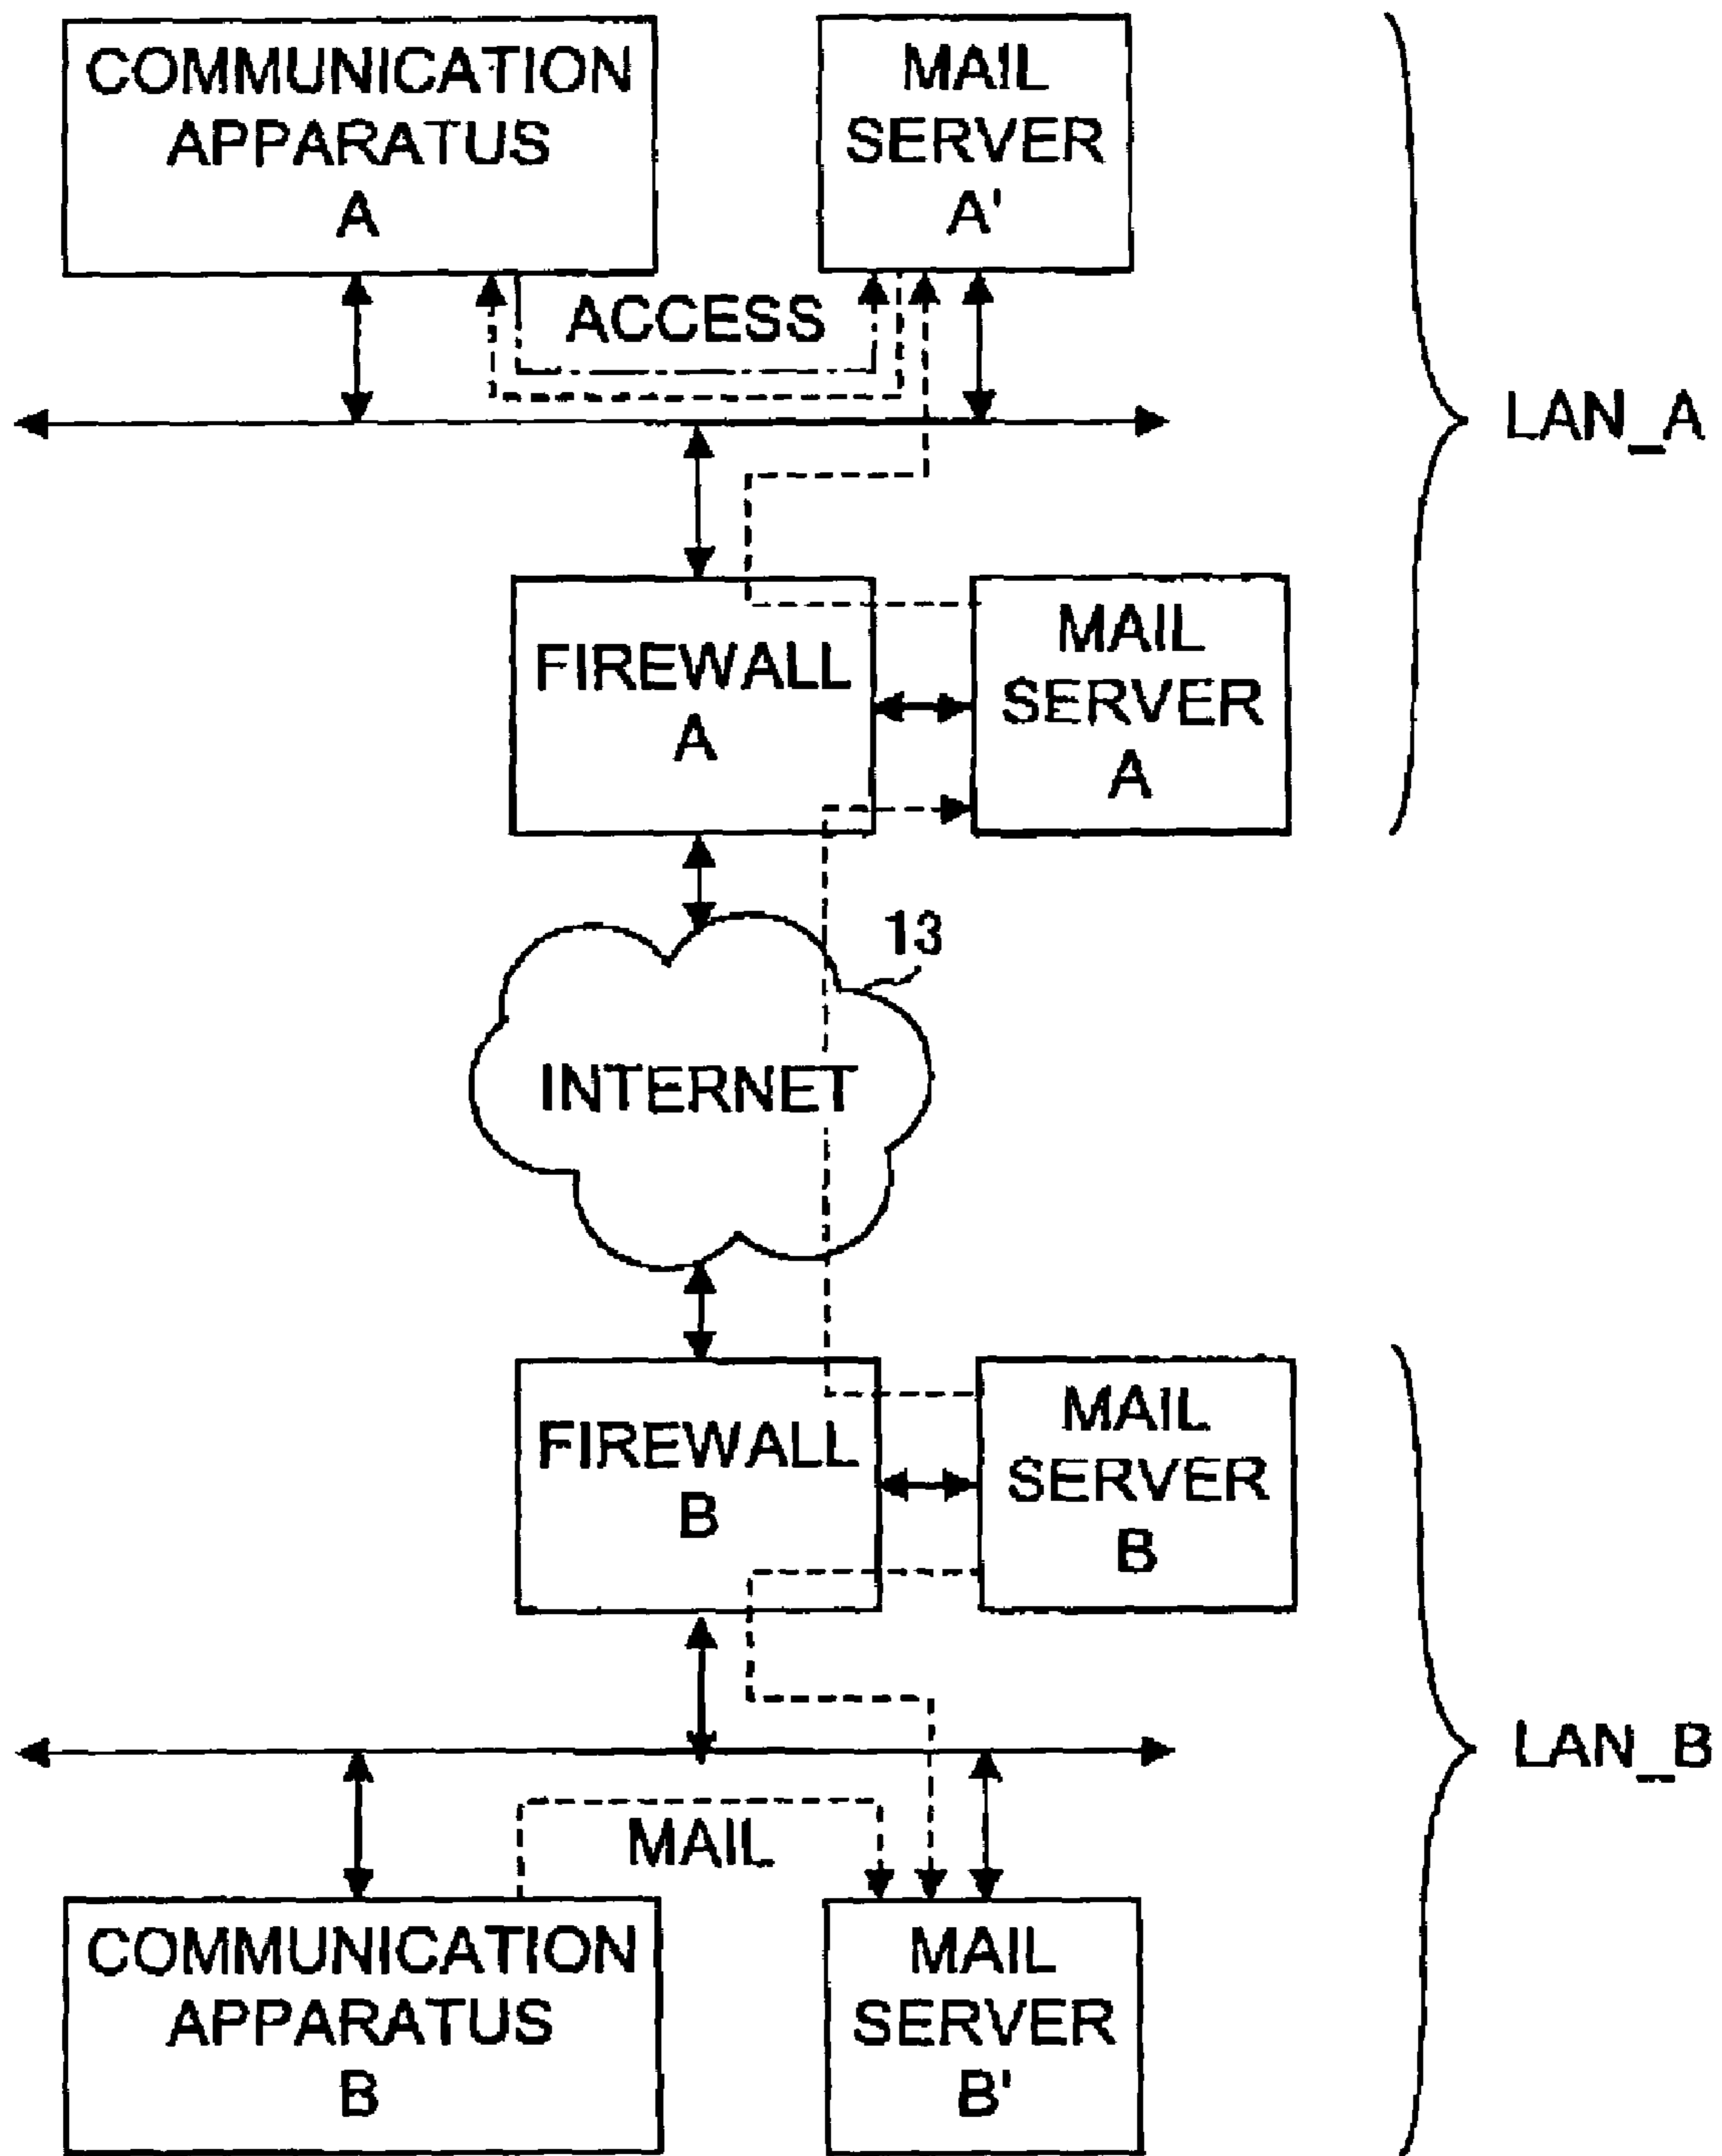 COMMUNICATION
APPARATUS
A
MAIL
SERVER
A'
ACCESS
LAN_A
FIREWALL
A
MAIL
SERVER
A
13
INTERNET
FIREWALL
B
MAIL
SERVER
B
LAN_B
MAIL
COMMUNICATION
APPARATUS
B
MAIL
SERVER
B'